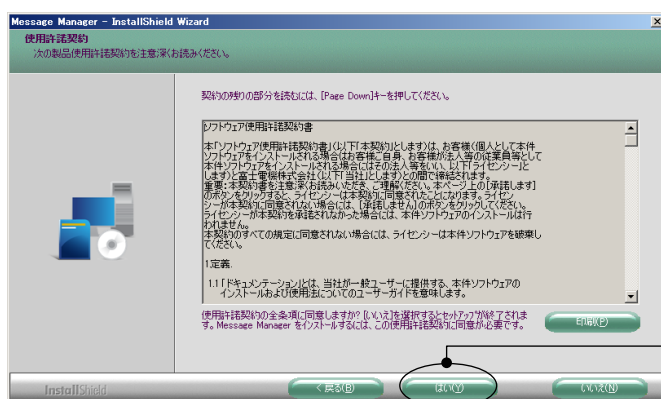 Message Manager - InstallShield Wizard
使用許諾契約
次の製品使用許諾契約を注意深くお読みください。
契約の残りの部分を読むには、[Page Down]キーを押してください。
ソフトウェア使用許諾契約書
本「ソフトウェア使用許諾契約書」(以下「本契約」とします)は、お客様(個人として本件
ソフトウェアをインストールされる場合はお客様ご自身、お客様が法人等の従業員等として
本件ソフトウェアをインストールされる場合にはその法人等をいい、以下「ライセンシー」と
します)と富士電機株式会社(以下「当社」とします)との間で締結されます。
重要:本契約書を注意深くお読みいただき、ご理解ください。本ページ上の[承諾します]
のボタンをクリックすると、ライセンシーは本契約に同意されたことになります。ライセン
シーが本契約に同意されない場合には、[承諾しません]のボタンをクリックしてください。
ライセンシーが本契約を承諾されなかった場合には、本件ソフトウェアのインストールは行
われません。
本契約のすべての規定に同意されない場合には、ライセンシーは本件ソフトウェアを破棄し
てください。
1.定義.
1.1「ドキュメンテーション」とは、当社が一般ユーザーに提供する、本件ソフトウェアの
インストールおよび使用法についてのユーザーガイドを意味します。
使用許諾契約の全条項に同意しますか? [いいえ]を選択するとセットアップが終了されま
す。Message Manager をインストールするには、この使用許諾契約に同意が必要です。
印刷(P)
InstallShield
< 戻る(B)
はい(Y)
いいえ(N)